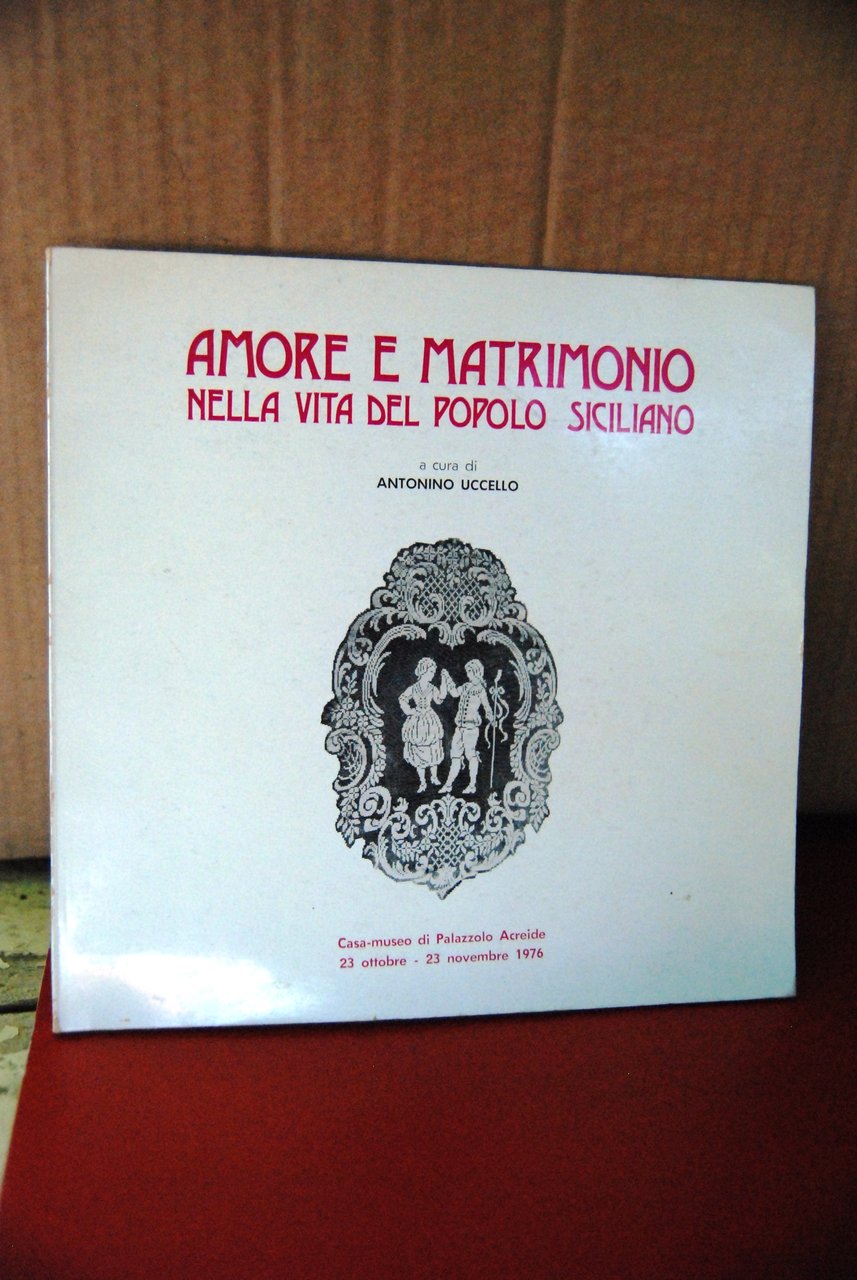 AMORE E MATRIMONIO
NELLA VITA DEL POPOLO SICILIANO
a cura di
ANTONINO UCCELLO
Casa-museo di Palazzolo Acreide
23 ottobre - 23 novembre 1976